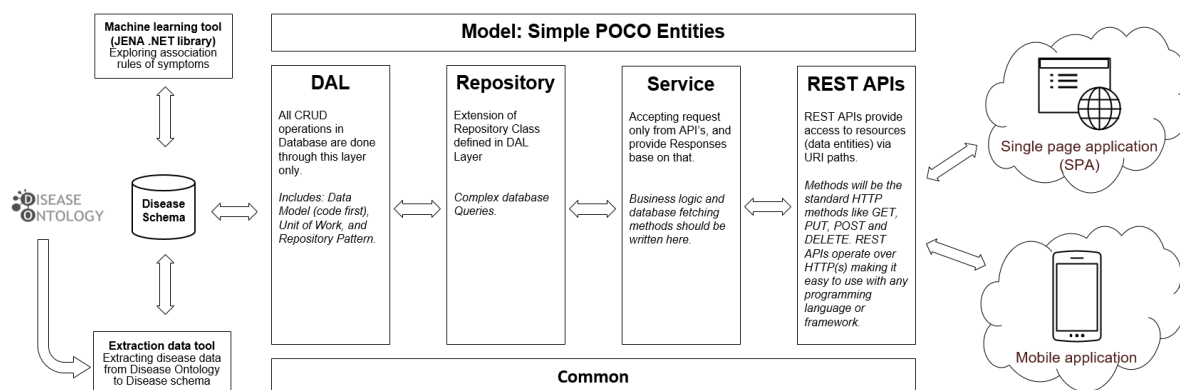 Machine learning tool
(JENA .NET library)
Exploring association
rules of symptoms
DISEASE
ONTOLOGY
Disease
Schema
Extraction data tool
Extracting disease data
from Disease Ontology
to Disease schema
Model: Simple POCO Entities
DAL
All CRUD
operations in
Database are done
through this layer
only.
Includes: Data
Model (code first),
Unit of Work, and
Repository Pattern.
Repository
Extension of
Repository Class
defined in DAL
Layer
Complex database
Queries.
Service
Accepting request
only from API's, and
provide Responses
base on that.
Business logic and
database fetching
methods should be
written here.
REST APIs
REST APIs provide
access to resources
(data entities) via
URI paths.
Methods will be the
standard HTTP
methods like GET,
PUT, POST and
DELETE. REST
APIs operate over
HTTP(s) making it
easy to use with any
programming
language or
framework.
Common
Single page application
(SPA)
Mobile application